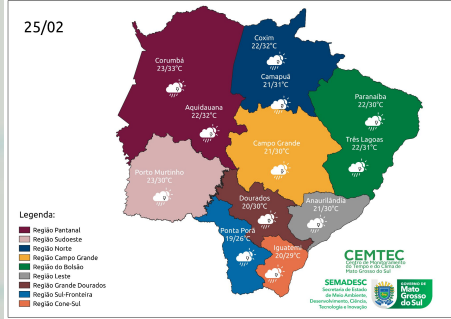 25/02
Coxim
22/32°C
Corumbá
23/33°C
Camapuã
21/31°C
Aquidauana
22/32°C
Paranaíba
22/30°C
Três Lagoas
22/31°C
Campo Grande
21/30°C
Porto Murtinho
23/30°C
Dourados
20/30°C
Anaurilândia
21/30°C
Ponta Porã
19/26°C
Iguatemi
20/29°C
Legenda:
Região Pantanal
Região Sudoeste
Região Norte
Região Campo Grande
Região do Bolsão
Região Leste
Região Grande Dourados
Região Sul-Fronteira
Região Cone-Sul
CEMTEC
Centro de Monitoramento
do Tempo e do Clima de
Mato Grosso do Sul
SEMADESC
Secretaria de Estado
de Meio Ambiente,
Desenvolvimento, Ciência,
Tecnologia e Inovação
GOVERNO DE
Mato
Grosso
do Sul